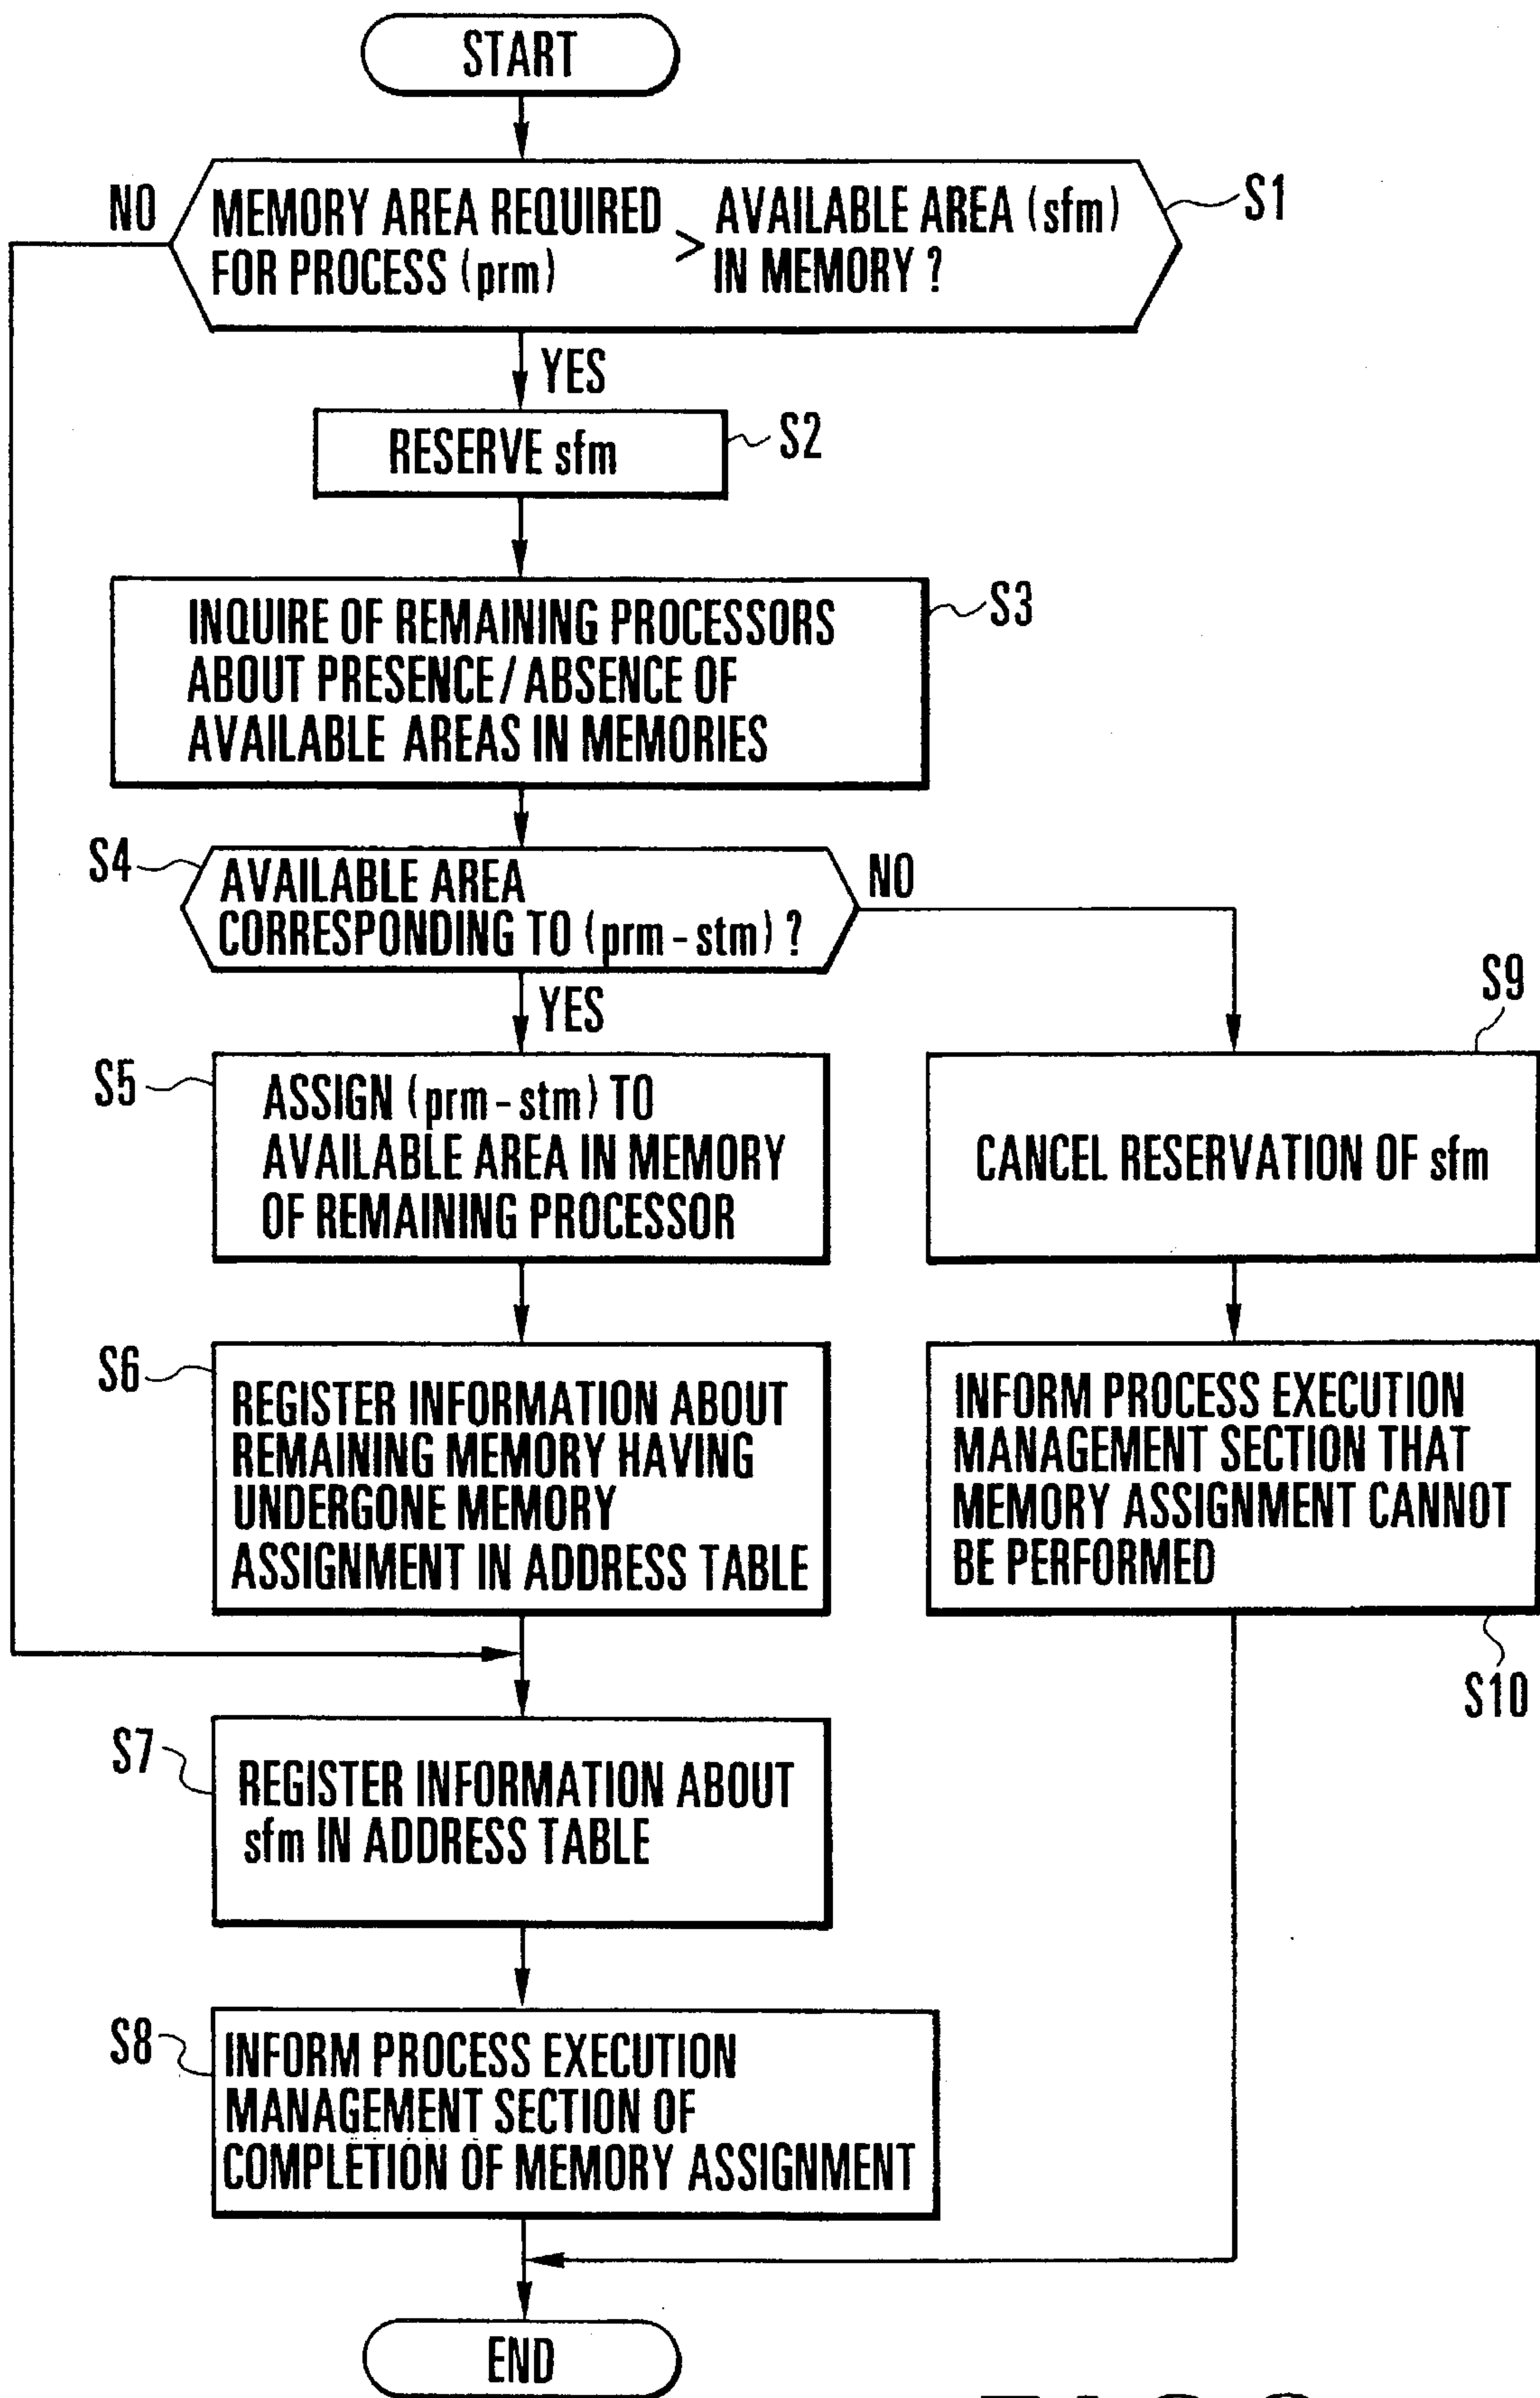 START
NO
MEMORY AREA REQUIRED
FOR PROCESS (prm)
>
AVAILABLE AREA (sfm)
IN MEMORY ?
S1
YES
RESERVE sfm
S2
INQUIRE OF REMAINING PROCESSORS
ABOUT PRESENCE / ABSENCE OF
AVAILABLE AREAS IN MEMORIES
S3
S4
AVAILABLE AREA
CORRESPONDING TO (prm - stm) ?
NO
YES
S5
ASSIGN (prm - stm) TO
AVAILABLE AREA IN MEMORY
OF REMAINING PROCESSOR
S9
CANCEL RESERVATION OF sfm
S6
REGISTER INFORMATION ABOUT
REMAINING MEMORY HAVING
UNDERGONE MEMORY
ASSIGNMENT IN ADDRESS TABLE
INFORM PROCESS EXECUTION
MANAGEMENT SECTION THAT
MEMORY ASSIGNMENT CANNOT
BE PERFORMED
S10
S7
REGISTER INFORMATION ABOUT
sfm IN ADDRESS TABLE
S8
INFORM PROCESS EXECUTION
MANAGEMENT SECTION OF
COMPLETION OF MEMORY ASSIGNMENT
END